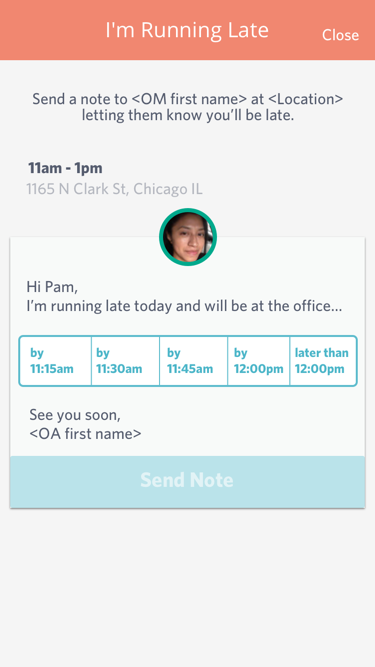 I'm Running Late
Close
Send a note to <OM first name> at <Location>
letting them know you'll be late.
11am - 1pm
1165 N Clark St, Chicago IL
Hi Pam,
I'm running late today and will be at the office...
by 11:15am
by 11:30am
by 11:45am
by 12:00pm
later than 12:00pm
See you soon,
<OA first name>
Send Note